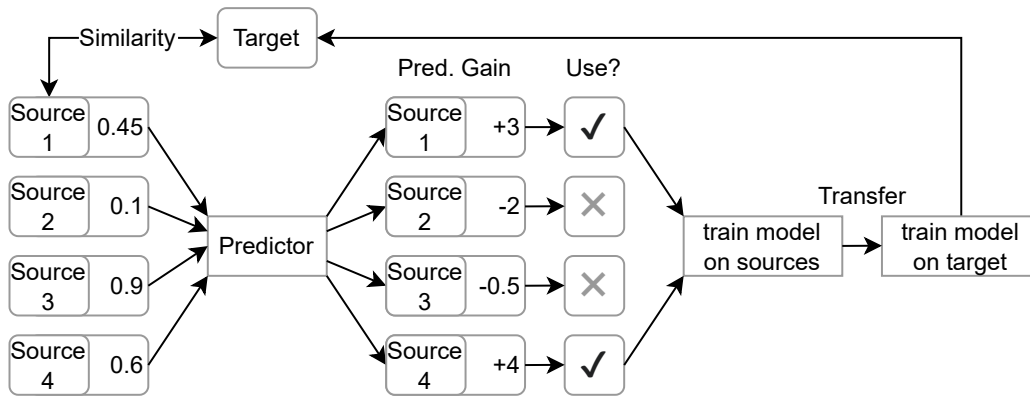 Similarity
Target
Pred. Gain
Use?
Source
1
0.45
Source
1
+3
✓
Source
2
0.1
Source
2
-2
✕
Transfer
Predictor
train model
on sources
train model
on target
Source
3
0.9
Source
3
-0.5
✕
Source
4
0.6
Source
4
+4
✓